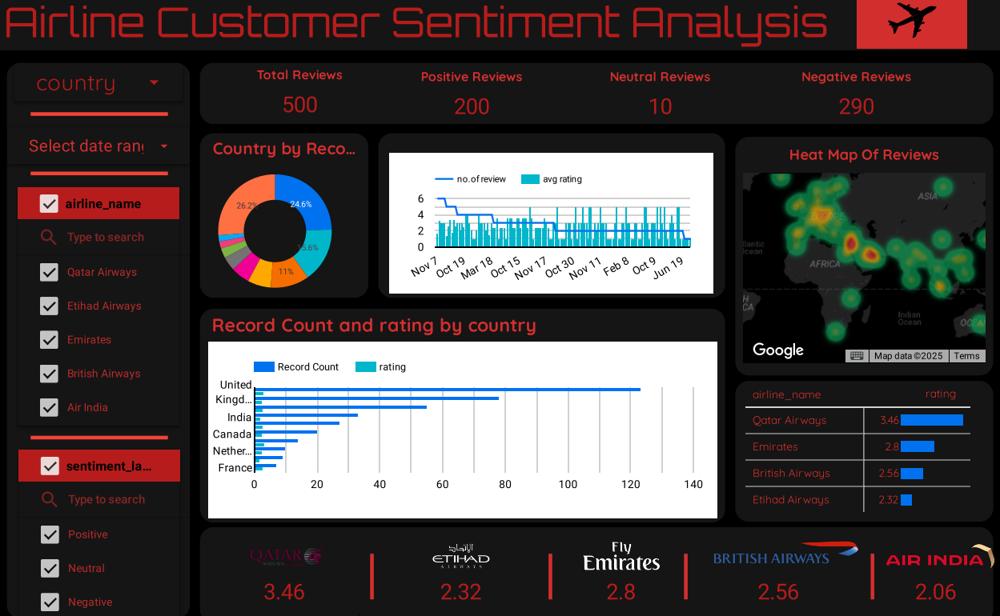 Airline Customer Sentiment Analysis
country
Select date rang
airline_name
Type to search
Qatar Airways
Etihad Airways
Emirates
British Airways
Air India
sentiment_la...
Type to search
Positive
Neutral
Negative
Total Reviews
500
Positive Reviews
200
Neutral Reviews
10
Negative Reviews
290
Country by Reco...
26.2%
24.6%
15.6%
11%
no.of review
avg rating
6
4
2
0
Nov 7
Oct 19
Mar 18
Oct 15
Nov 17
Oct 30
Nov 11
Feb 8
Oct 9
Jun 19
Heat Map Of Reviews
ASIA
EUROPE
AFRICA
Indian
Ocean
Google
Map data ©2025
Terms
Record Count and rating by country
Record Count
rating
United
Kingd...
India
Canada
Nether...
France
0
20
40
60
80
100
120
140
airline_name rating
Qatar Airways 3.46
Emirates 2.8
British Airways 2.56
Etihad Airways 2.32
QATAR
AIRWAYS
3.46
الإتحاد
ETIHAD
AIRWAYS
2.32
Fly
Emirates
2.8
BRITISH AIRWAYS
2.56
AIR INDIA
2.06